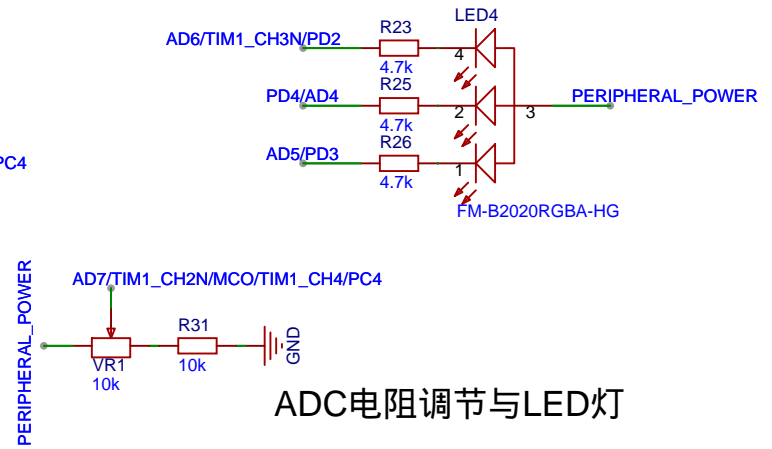 LED4
R23
AD6/TIM1_CH3N/PD2
4
4.7k
R25
PD4/AD4
2
3
PERIPHERAL_POWER
4.7k
R26
AD5/PD3
1
4.7k
FM-B2020RGBA-HG
PC4
AD7/TIM1_CH2N/MCO/TIM1_CH4/PC4
PERIPHERAL_POWER
VR1
10k
R31
10k
GND
ADC电阻调节与LED灯